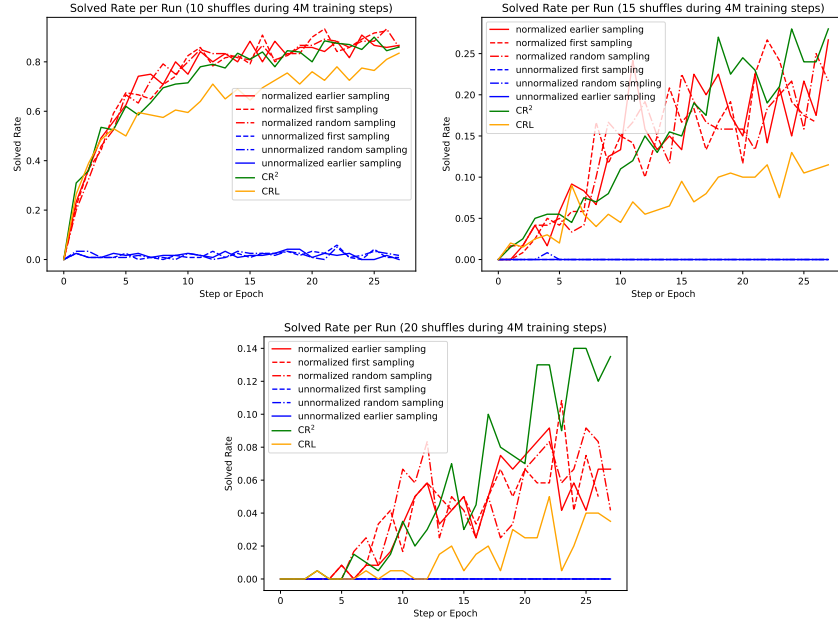 Solved Rate per Run (10 shuffles during 4M training steps)
Solved Rate
0.8
0.6
0.4
0.2
0.0
normalized earlier sampling
normalized first sampling
normalized random sampling
unnormalized first sampling
unnormalized random sampling
unnormalized earlier sampling
CR²
CRL
0 5 10 15 20 25
Step or Epoch
Solved Rate per Run (15 shuffles during 4M training steps)
Solved Rate
0.25
0.20
0.15
0.10
0.05
0.00
normalized earlier sampling
normalized first sampling
normalized random sampling
unnormalized first sampling
unnormalized random sampling
unnormalized earlier sampling
CR²
CRL
0 5 10 15 20 25
Step or Epoch
Solved Rate per Run (20 shuffles during 4M training steps)
Solved Rate
0.14
0.12
0.10
0.08
0.06
0.04
0.02
0.00
normalized earlier sampling
normalized first sampling
normalized random sampling
unnormalized first sampling
unnormalized random sampling
unnormalized earlier sampling
CR²
CRL
0 5 10 15 20 25
Step or Epoch